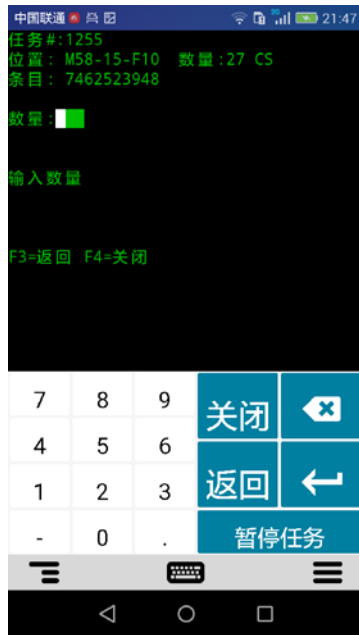 中国联通 21:47
任务#:1255
位置: M58-15-F10 数量:27 CS
条目: 7462523948
数量:
输入数量
F3=返回 F4=关闭
7 8 9 关闭
4 5 6
1 2 3 返回
- 0 . 暂停任务